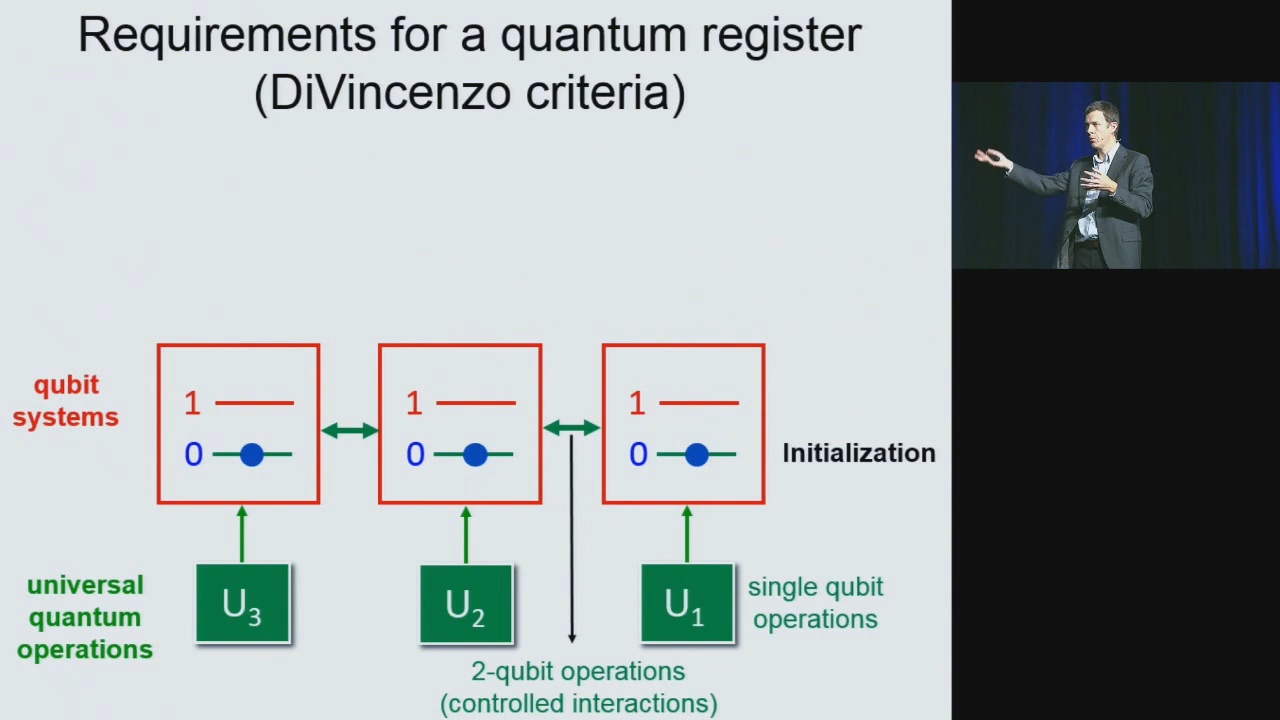 Requirements for a quantum register
(DiVincenzo criteria)
qubit
systems
1
0
1
0
1
0
Initialization
universal
quantum
operations
U3
U2
U1
single qubit
operations
2-qubit operations
(controlled interactions)